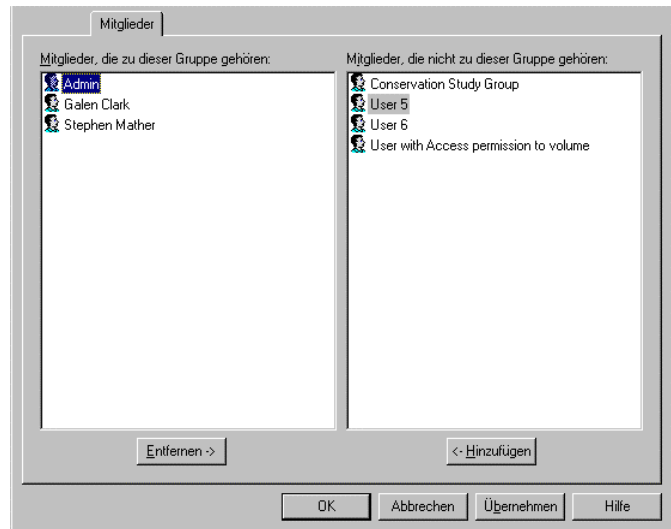 Mitglieder
Mitglieder, die zu dieser Gruppe gehören:
Admin
Galen Clark
Stephen Mather
Mitglieder, die nicht zu dieser Gruppe gehören:
Conservation Study Group
User 5
User 6
User with Access permission to volume
Entfernen ->
<- Hinzufügen
OK
Abbrechen
Übernehmen
Hilfe